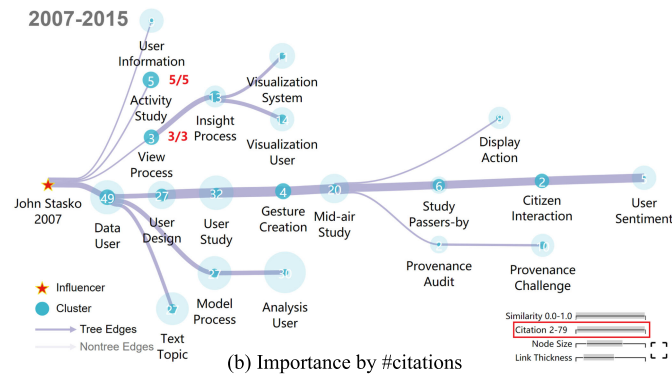 2007-2015
User
Information
5
5/5
Activity
Study
3
3/3
View
Process
13
Insight
Process
Visualization
System
Visualization
User
John Stasko
2007
49
Data
User
27
User
Design
32
User
Study
4
Gesture
Creation
20
Mid-air
Study
Display
Action
6
Study
Passers-by
2
Citizen
Interaction
User
Sentiment
Provenance
Audit
Provenance
Challenge
Model
Process
Analysis
User
Text
Topic
Influencer
Cluster
Tree Edges
Nontree Edges
Similarity 0.0-1.0
Citation 2-79
Node Size
Link Thickness
(b) Importance by #citations